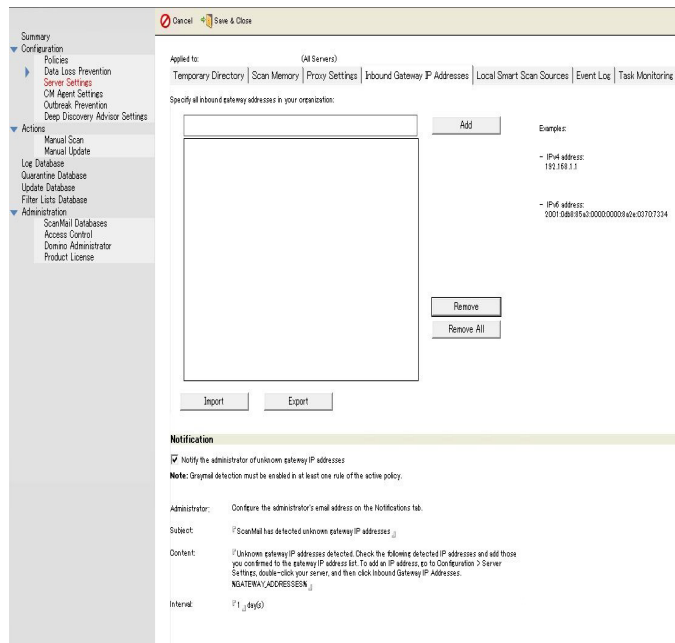 Cancel Save & Close
Summary
Configuration
Policies
Data Loss Prevention
Server Settings
CM Agent Settings
Outbreak Prevention
Deep Discovery Advisor Settings
Actions
Manual Scan
Manual Update
Log Database
Quarantine Database
Update Database
Filter Lists Database
Administration
ScanMail Databases
Access Control
Domino Administrator
Product License
Applied to: (All Servers)
Temporary Directory Scan Memory Proxy Settings Inbound Gateway IP Addresses Local Smart Scan Sources Event Log Task Monitoring
Specify all inbound gateway addresses in your organization:
Add
Examples:
- IPv4 address:
192.168.1.1
- IPv6 address:
2001:0db8:85a3:0000:0000:8a2e:0370:7334
Remove
Remove All
Import Export
Notification
Notify the administrator of unknown gateway IP addresses
Note: Graymail detection must be enabled in at least one rule of the active policy.
Administrator: Configure the administrator's email address on the Notifications tab.
Subject: ScanMail has detected unknown gateway IP addresses
Content: Unknown gateway IP addresses detected. Check the following detected IP addresses and add those
you confirmed to the gateway IP address list. To add an IP address, go to Configuration > Server
Settings, double-click your server, and then click Inbound Gateway IP Addresses.
%GATEWAY_ADDRESSES%
Interval: 1 day(s)